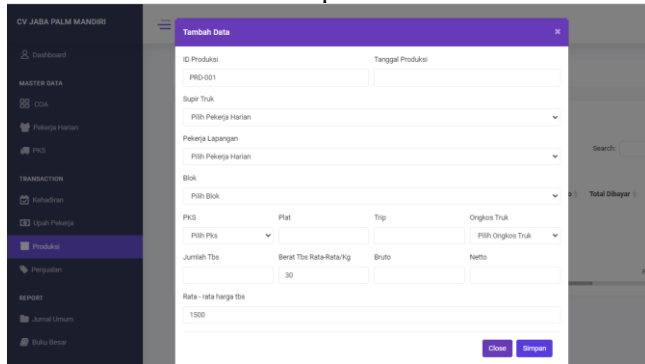 CV JABA PALM MANDIRI
Tambah Data
Dashboard
MASTER DATA
COA
Pekerja Harian
PKS
TRANSACTION
Kehadiran
Upah Pekerja
Produksi
Penjualan
REPORT
Jurnal Umum
Buku Besar
ID Produksi Tanggal Produksi
PRD-001
Supir Truk
Pilih Pekerja Harian
Pekerja Lapangan
Pilih Pekerja Harian
Blok
Pilih Blok
PKS Plat Trip Ongkos Truk
Pilih Pks Pilih Ongkos Truk
Jumlah Tbs Berat Tbs Rata-Rata/Kg Bruto Netto
30
Rata - rata harga tbs
1500
Close Simpan
Search:
Total Dibayar